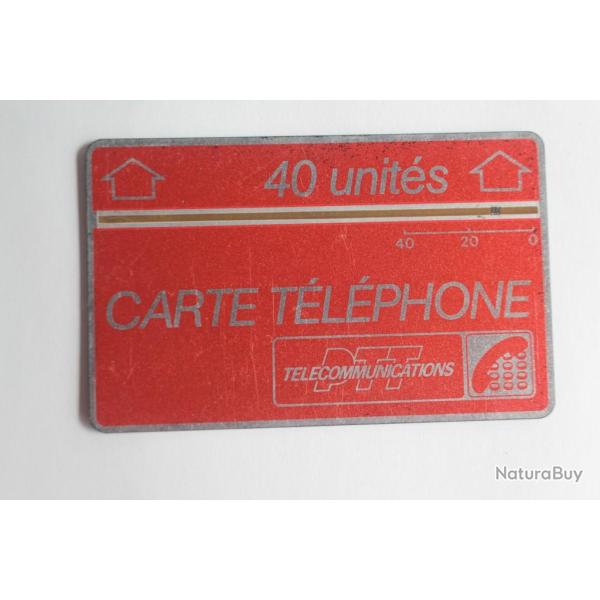 40 unités
40 20 0
CARTE TÉLÉPHONE
PTT
TELECOMMUNICATIONS
NaturaBuy